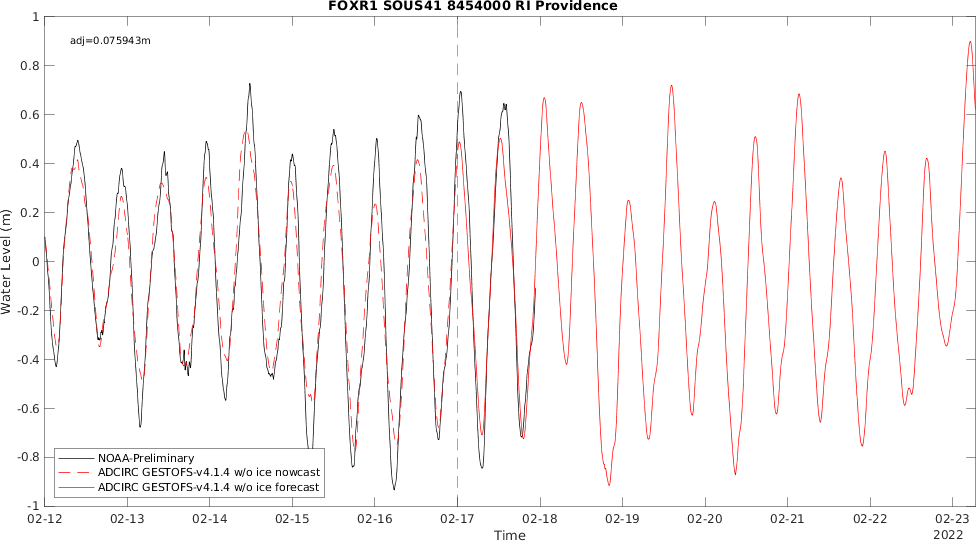 FOXR1 SOUS41 8454000 RI Providence
1
adj=0.075943m
0.8
0.6
0.4
0.2
0
-0.2
-0.4
-0.6
-0.8
-1
Water Level (m)
NOAA-Preliminary
ADCIRC GESTOFS-v4.1.4 w/o ice nowcast
ADCIRC GESTOFS-v4.1.4 w/o ice forecast
02-12 02-13 02-14 02-15 02-16 02-17 02-18 02-19 02-20 02-21 02-22 02-23
Time
2022